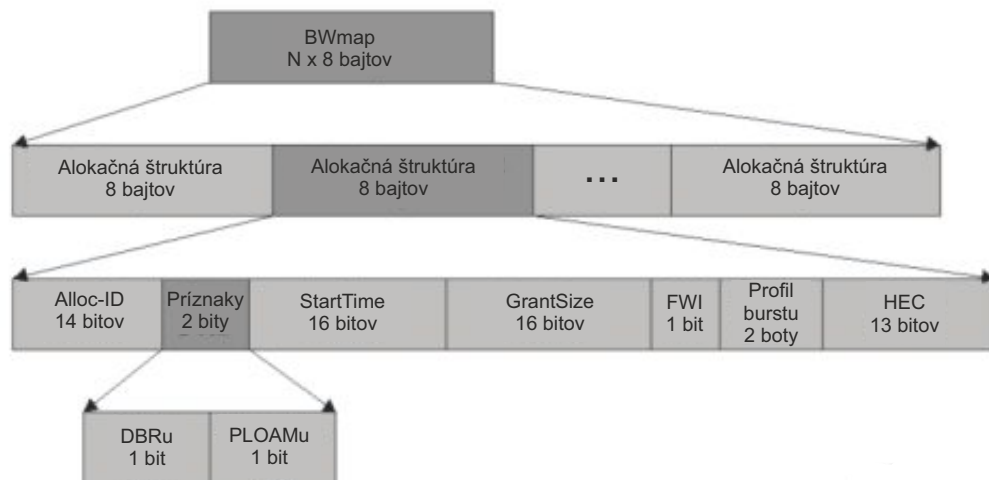 BWmap
N x 8 bajtov
Alokačná štruktúra
8 bajtov
Alokačná štruktúra
8 bajtov
...
Alokačná štruktúra
8 bajtov
Alloc-ID
14 bitov
Príznaky
2 bity
StartTime
16 bitov
GrantSize
16 bitov
FWI
1 bit
Profil
burstu
2 boty
HEC
13 bitov
DBRu
1 bit
PLOAMu
1 bit